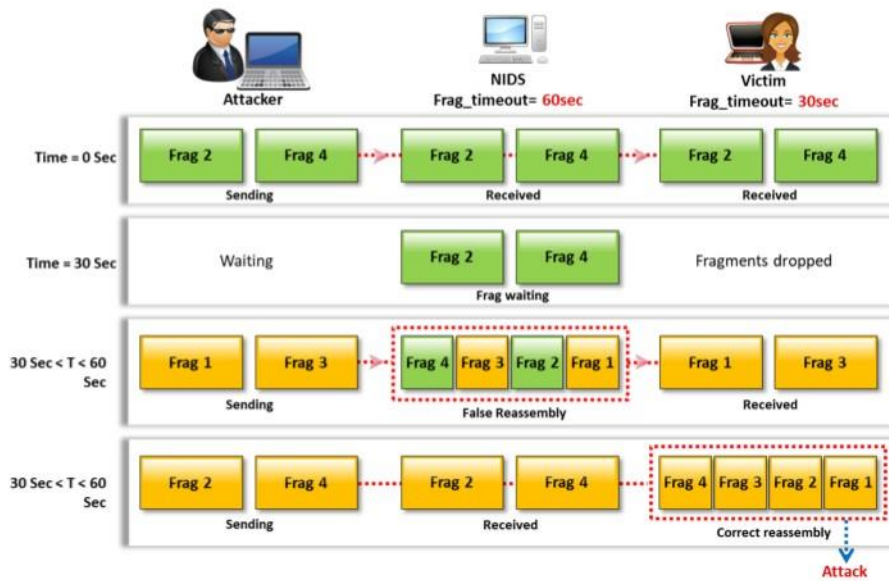 Attacker
NIDS
Frag_timeout= 60sec
Victim
Frag_timeout= 30sec
Time = 0 Sec
Frag 2 Frag 4 Frag 2 Frag 4 Frag 2 Frag 4
Sending Received Received
Time = 30 Sec
Waiting Frag 2 Frag 4 Fragments dropped
Frag waiting
30 Sec < T < 60
Sec
Frag 1 Frag 3 Frag 4 Frag 3 Frag 2 Frag 1 Frag 1 Frag 3
Sending False Reassembly Received
30 Sec < T < 60
Sec
Frag 2 Frag 4 Frag 2 Frag 4 Frag 4 Frag 3 Frag 2 Frag 1
Sending Received Correct reassembly
Attack